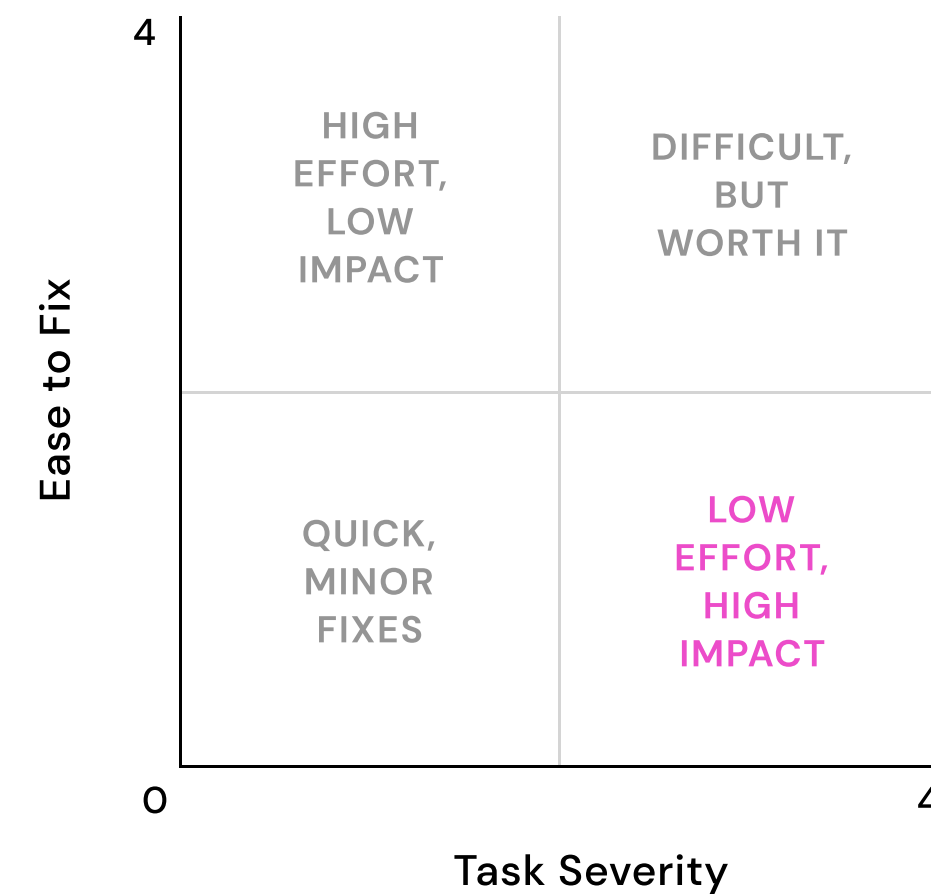 4
HIGH
EFFORT,
LOW
IMPACT
DIFFICULT,
BUT
WORTH IT
Ease to Fix
QUICK,
MINOR
FIXES
LOW
EFFORT,
HIGH
IMPACT
0
4
Task Severity